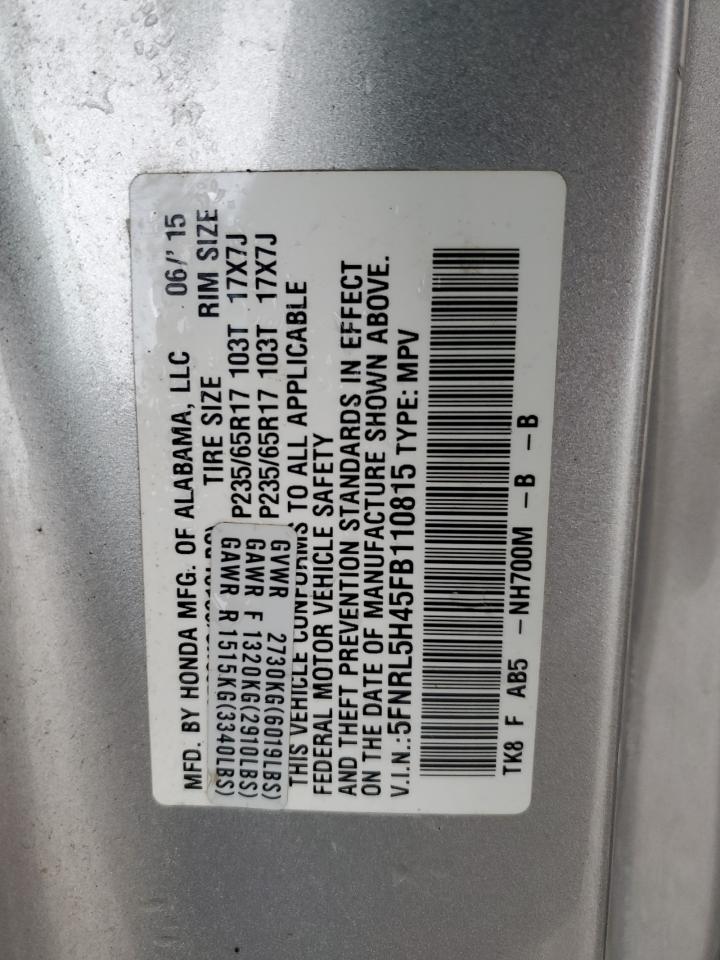 MFD. BY HONDA MFG. OF ALABAMA, LLC 06/' 15
TIRE SIZE RIM SIZE
GVWR 2730KG(6019LBS)
GAWR F 1320KG(2910LBS) P235/65R17 103T 17X7J
GAWR R 1515KG(3340LBS) P235/65R17 103T 17X7J
THIS VEHICLE CONFORMS TO ALL APPLICABLE
FEDERAL MOTOR VEHICLE SAFETY
AND THEFT PREVENTION STANDARDS IN EFFECT
ON THE DATE OF MANUFACTURE SHOWN ABOVE.
V.I.N.:5FNRL5H45FB110815 TYPE: MPV
TK8 F AB5 -NH700M -B -B